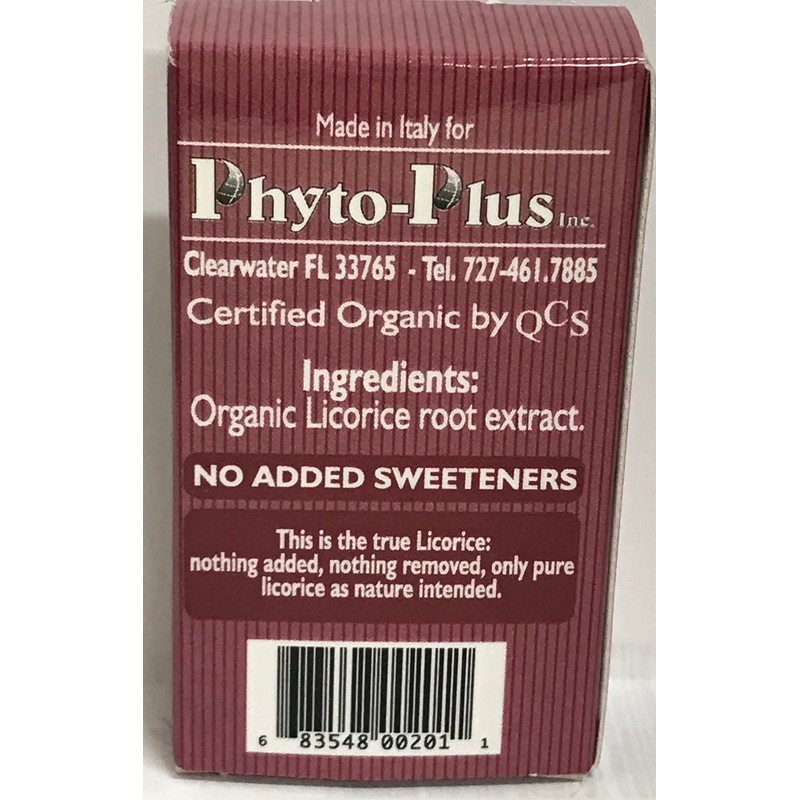 Made in Italy for
Phyto-Plus Inc.
Clearwater FL 33765 - Tel. 727-461.7885
Certified Organic by QCS
Ingredients:
Organic Licorice root extract.
NO ADDED SWEETENERS
This is the true Licorice:
nothing added, nothing removed, only pure
licorice as nature intended.
6 83548 00201 1